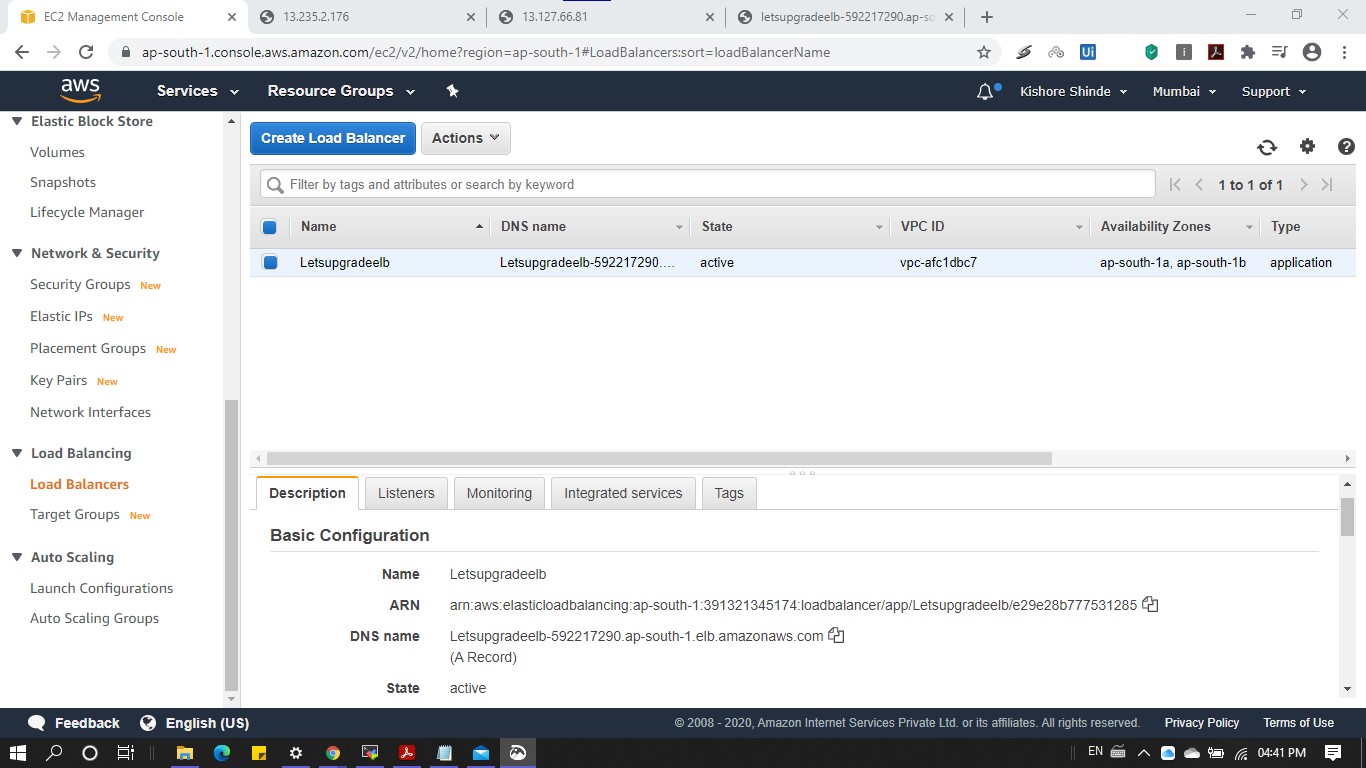 EC2 Management Console
13.235.2.176
13.127.66.81
letsupgradeelb-592217290.ap-so
ap-south-1.console.aws.amazon.com/ec2/v2/home?region=ap-south-1#LoadBalancers:sort=loadBalancerName
Ui
i
aws
Services
Resource Groups
Kishore Shinde
Mumbai
Support
Elastic Block Store
Volumes
Snapshots
Lifecycle Manager
Network & Security
Security Groups New
Elastic IPs New
Placement Groups New
Key Pairs New
Network Interfaces
Load Balancing
Load Balancers
Target Groups New
Auto Scaling
Launch Configurations
Auto Scaling Groups
Create Load Balancer
Actions
Filter by tags and attributes or search by keyword
1 to 1 of 1
Name DNS name State VPC ID Availability Zones Type
Letsupgradeelb Letsupgradeelb-592217290.... active vpc-afc1dbc7 ap-south-1a, ap-south-1b application
Description Listeners Monitoring Integrated services Tags
Basic Configuration
Name Letsupgradeelb
ARN arn:aws:elasticloadbalancing:ap-south-1:391321345174:loadbalancer/app/Letsupgradeelb/e29e28b777531285
DNS name Letsupgradeelb-592217290.ap-south-1.elb.amazonaws.com
(A Record)
State active
Feedback English (US)
© 2008 - 2020, Amazon Internet Services Private Ltd. or its affiliates. All rights reserved. Privacy Policy Terms of Use
EN 04:41 PM